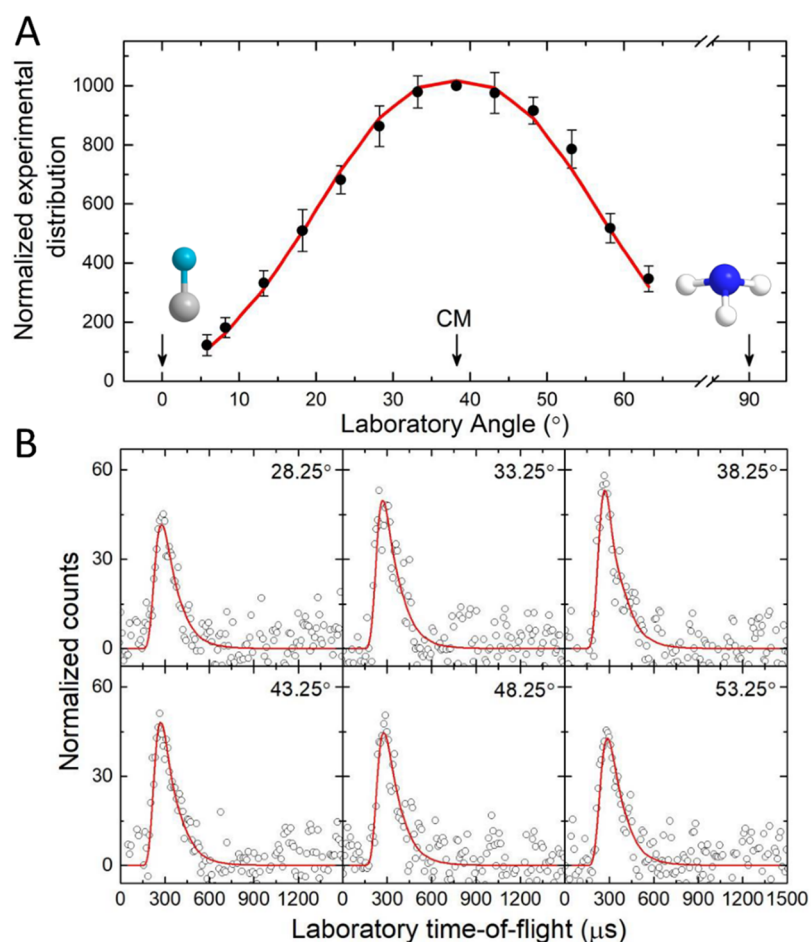 A
Normalized experimental
distribution
1000
800
600
400
200
0
CM
0 10 20 30 40 50 60 90
Laboratory Angle (°)
B
60
30
0
28.25°
33.25°
38.25°
60
30
0
43.25°
48.25°
53.25°
Normalized counts
0 300 600 900 1200 0 300 600 900 1200 0 300 600 900 1200 1500
Laboratory time-of-flight (μs)